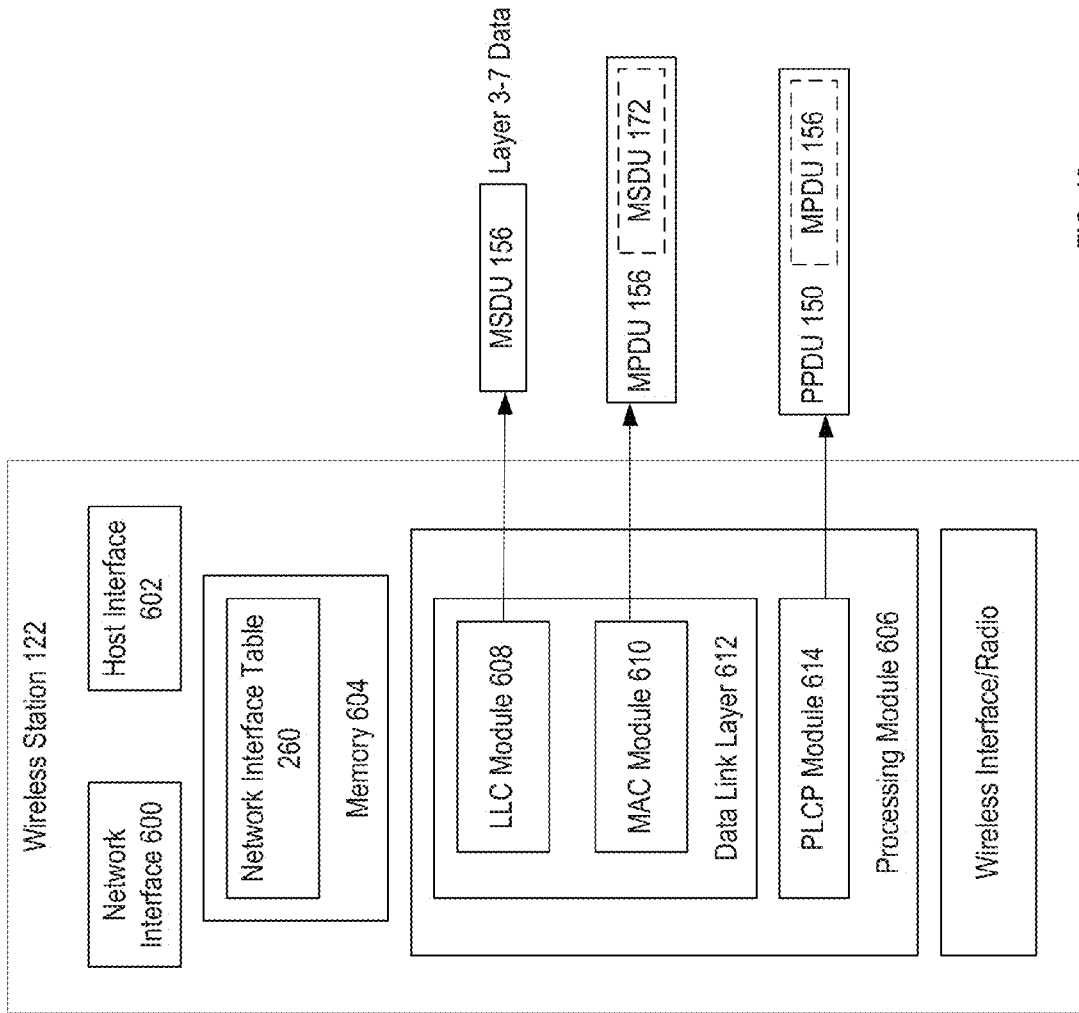 Wireless Station 122
Network
Interface 600
Host Interface
602
Network Interface Table
260
Memory 604
LLC Module 608
MAC Module 610
Data Link Layer 612
PLCP Module 614
Processing Module 606
Wireless Interface/Radio
MSDU 156
Layer 3-7 Data
MPDU 156
MSDU 172
PPDU 150
MPDU 156